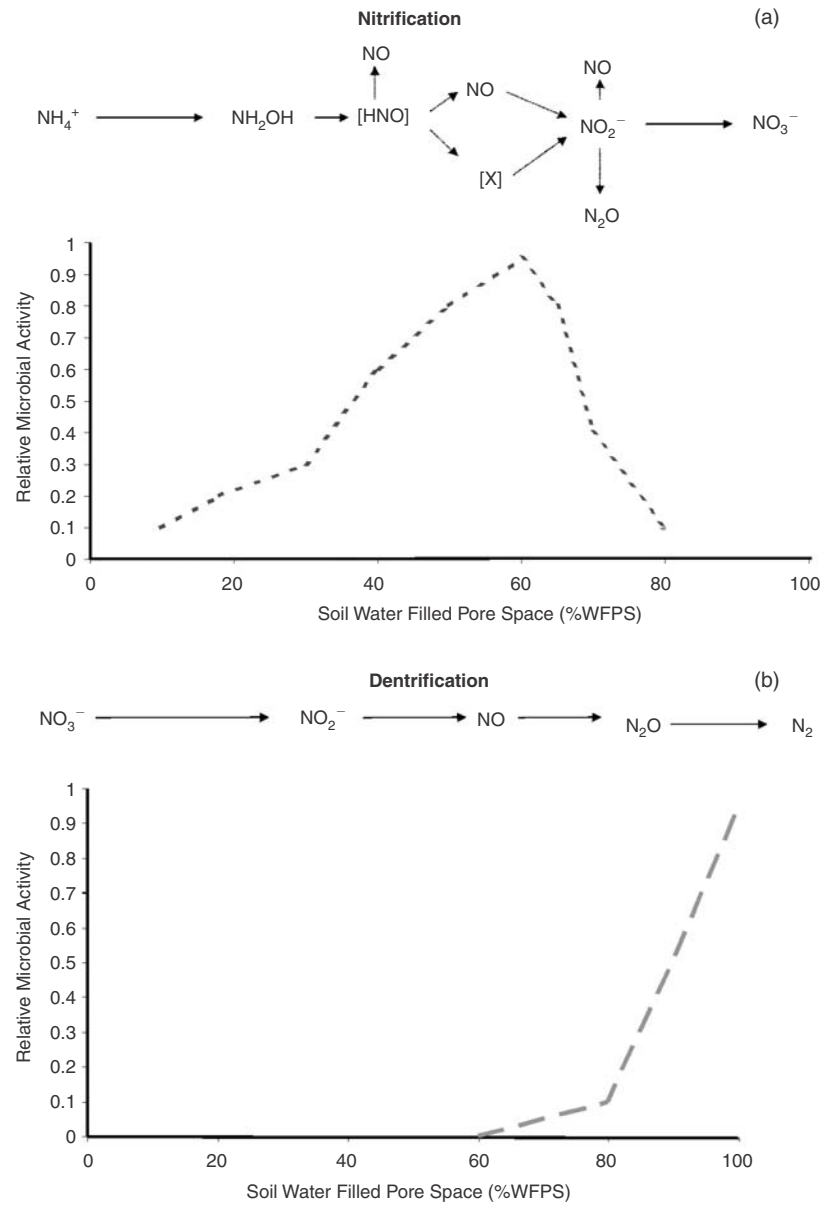 Nitrification
(a)
NO
NO
NO
NH₄⁺
NH₂OH
[HNO]
NO₂⁻
NO₃⁻
[X]
N₂O
1
0.9
0.8
0.7
0.6
0.5
0.4
0.3
0.2
0.1
0
Relative Microbial Activity
0 20 40 60 80 100
Soil Water Filled Pore Space (%WFPS)
Dentrification
(b)
NO₃⁻
NO₂⁻
NO
N₂O
N₂
1
0.9
0.8
0.7
0.6
0.5
0.4
0.3
0.2
0.1
0
Relative Microbial Activity
0 20 40 60 80 100
Soil Water Filled Pore Space (%WFPS)